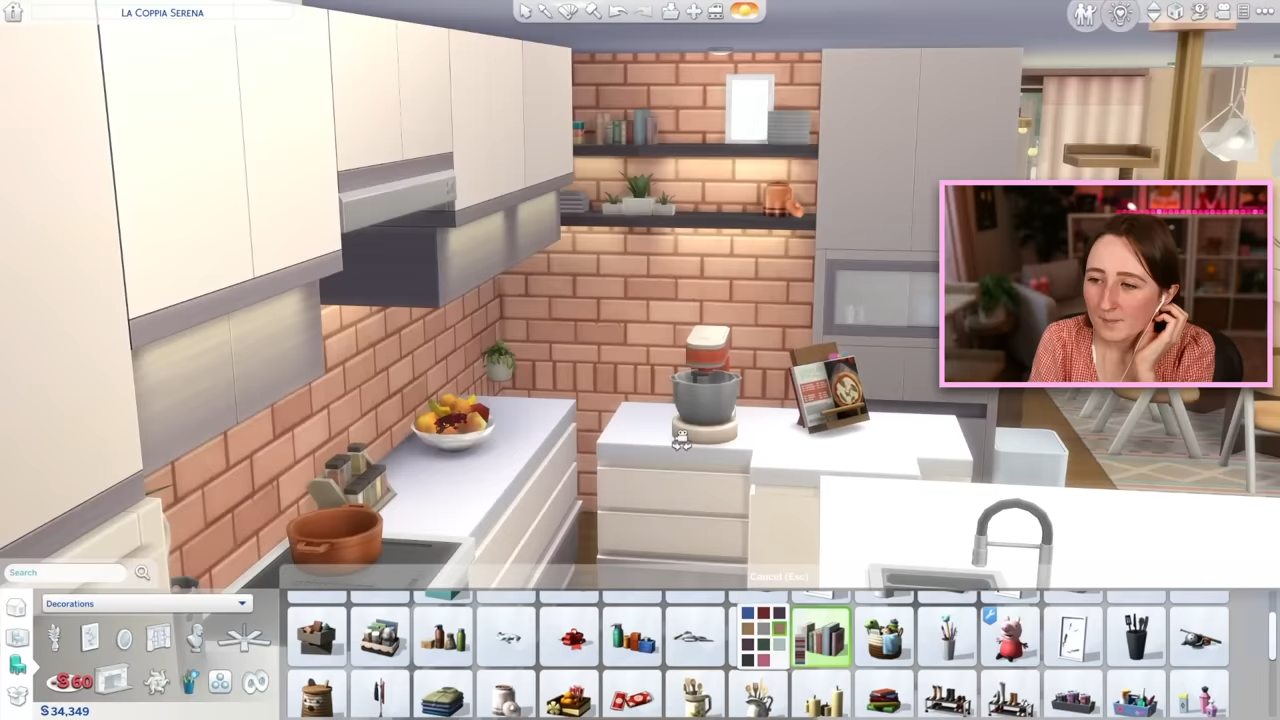 LA COPPIA SERENA
Cancel (Esc)
Search
Decorations
-§60
§34,349